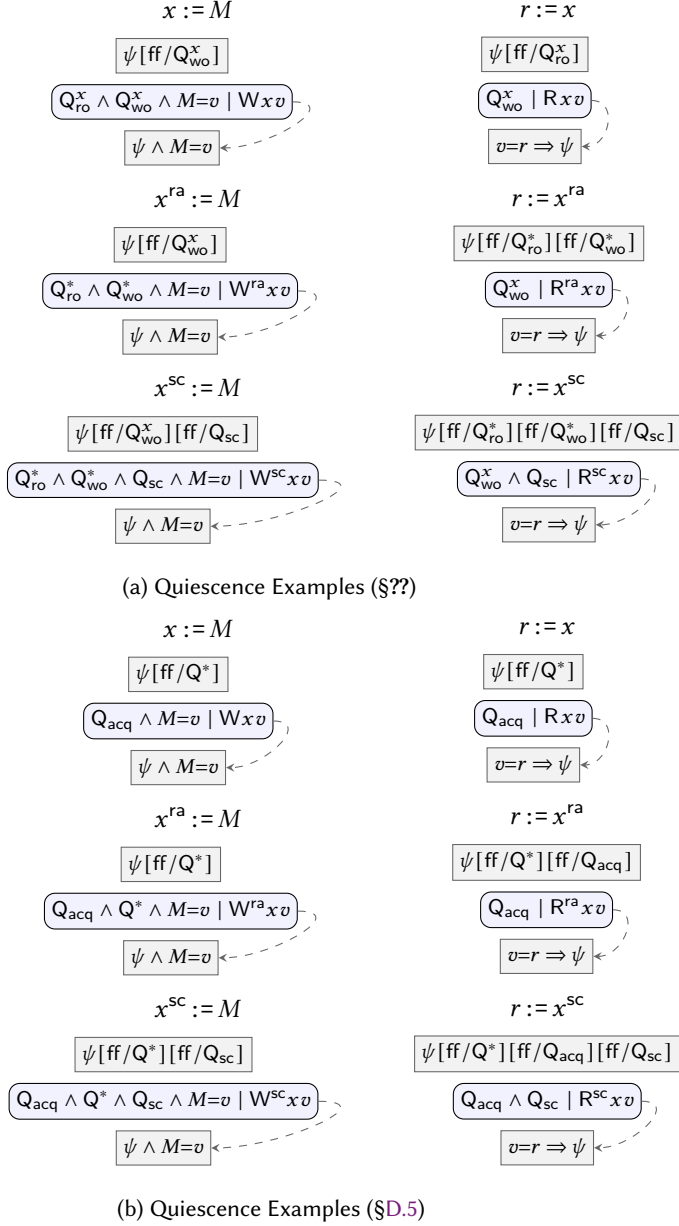 x := M
r := x
ψ[ff/Q^x_wo]
ψ[ff/Q^x_ro]
Q^x_ro ∧ Q^x_wo ∧ M=v | W x v
Q^x_wo | R x v
ψ ∧ M=v
v=r ⇒ ψ
x^ra := M
r := x^ra
ψ[ff/Q^x_wo]
ψ[ff/Q^*_ro][ff/Q^*_wo]
Q^*_ro ∧ Q^*_wo ∧ M=v | W^ra x v
Q^x_wo | R^ra x v
ψ ∧ M=v
v=r ⇒ ψ
x^sc := M
r := x^sc
ψ[ff/Q^x_wo][ff/Q_sc]
ψ[ff/Q^*_ro][ff/Q^*_wo][ff/Q_sc]
Q^*_ro ∧ Q^*_wo ∧ Q_sc ∧ M=v | W^sc x v
Q^x_wo ∧ Q_sc | R^sc x v
ψ ∧ M=v
v=r ⇒ ψ
(a) Quiescence Examples (§??)
x := M
r := x
ψ[ff/Q^*]
ψ[ff/Q^*]
Q_acq ∧ M=v | W x v
Q_acq | R x v
ψ ∧ M=v
v=r ⇒ ψ
x^ra := M
r := x^ra
ψ[ff/Q^*]
ψ[ff/Q^*][ff/Q_acq]
Q_acq ∧ Q^* ∧ M=v | W^ra x v
Q_acq | R^ra x v
ψ ∧ M=v
v=r ⇒ ψ
x^sc := M
r := x^sc
ψ[ff/Q^*][ff/Q_sc]
ψ[ff/Q^*][ff/Q_acq][ff/Q_sc]
Q_acq ∧ Q^* ∧ Q_sc ∧ M=v | W^sc x v
Q_acq ∧ Q_sc | R^sc x v
ψ ∧ M=v
v=r ⇒ ψ
(b) Quiescence Examples (§D.5)